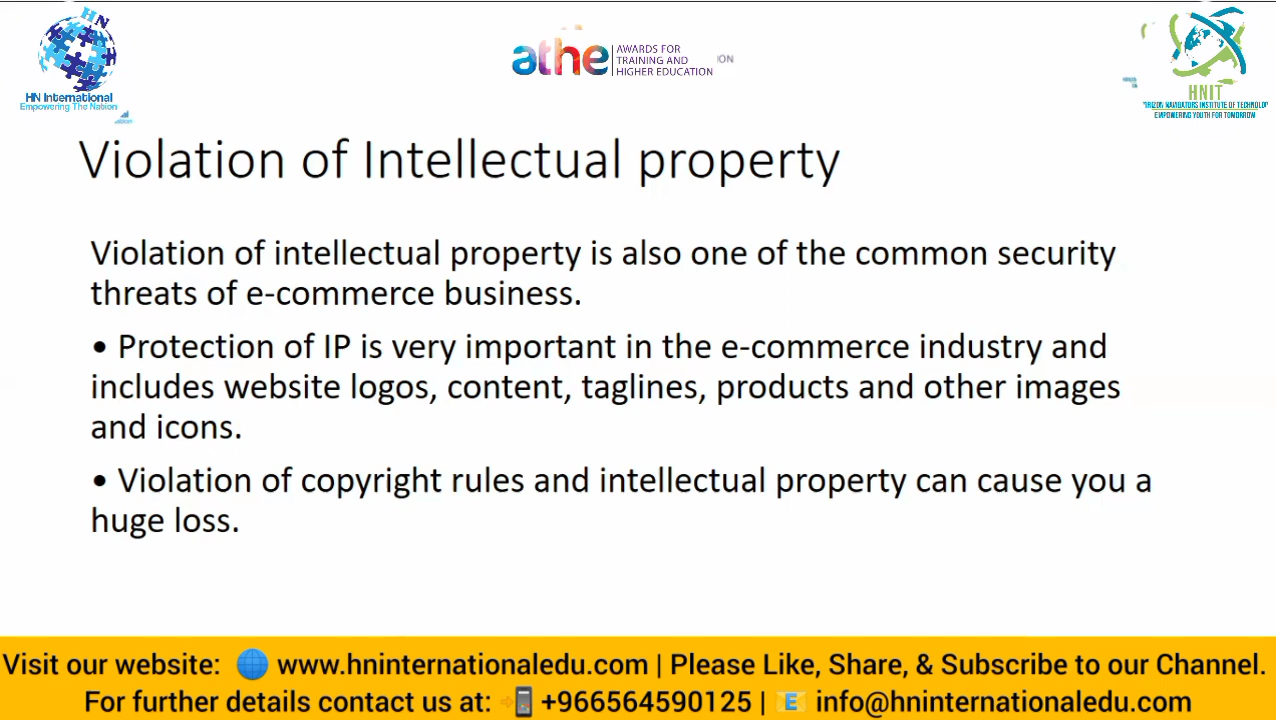 HN
HN International
Empowering The Nation
athe
AWARDS FOR
TRAINING AND
HIGHER EDUCATION
HNIT
EMPOWERING YOUTH FOR TOMORROW
Violation of Intellectual property
Violation of intellectual property is also one of the common security
threats of e-commerce business.
• Protection of IP is very important in the e-commerce industry and
includes website logos, content, taglines, products and other images
and icons.
• Violation of copyright rules and intellectual property can cause you a
huge loss.
Visit our website: www.hninternationaledu.com | Please Like, Share, & Subscribe to our Channel.
For further details contact us at: +966564590125 | info@hninternationaledu.com